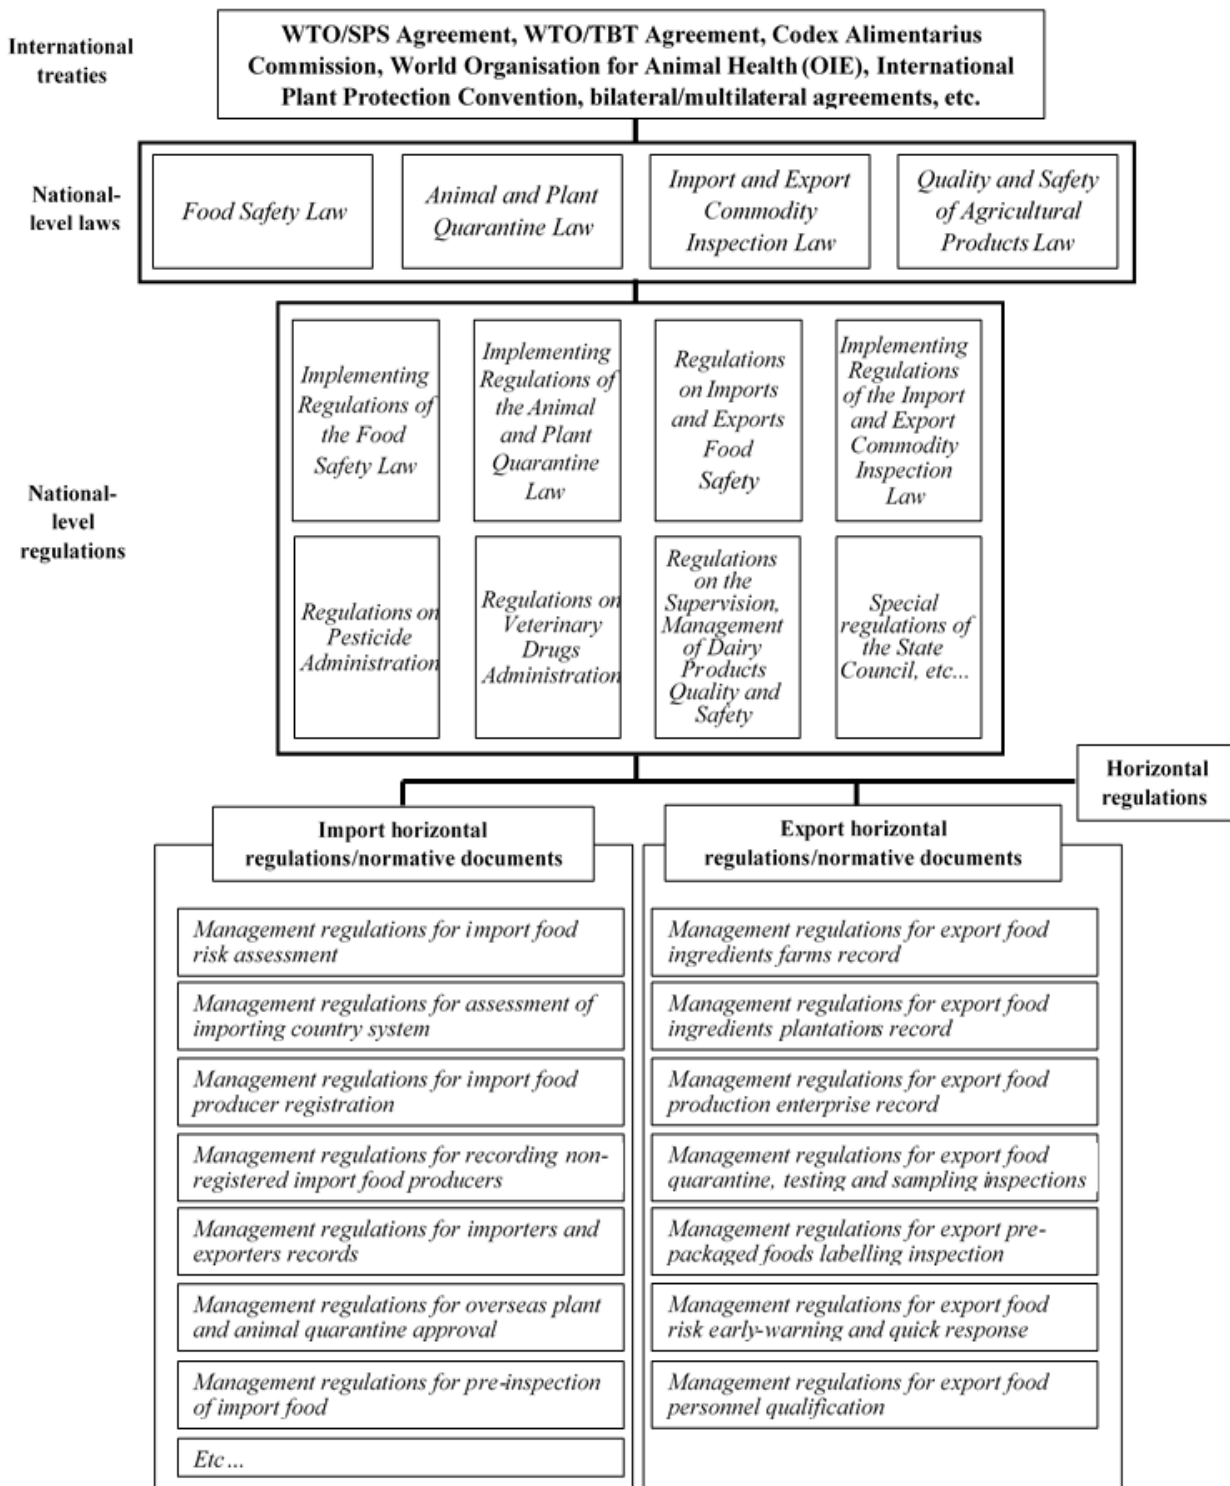 International
treaties
WTO/SPS Agreement, WTO/TBT Agreement, Codex Alimentarius
Commission, World Organisation for Animal Health (OIE), International
Plant Protection Convention, bilateral/multilateral agreements, etc.
National-
level laws
Food Safety Law
Animal and Plant
Quarantine Law
Import and Export
Commodity
Inspection Law
Quality and Safety
of Agricultural
Products Law
National-
level
regulations
Implementing
Regulations of
the Food
Safety Law
Implementing
Regulations of
the Animal
and Plant
Quarantine
Law
Regulations
on Imports
and Exports
Food
Safety
Implementing
Regulations
of the Import
and Export
Commodity
Inspection
Law
Regulations on
Pesticide
Administration
Regulations on
Veterinary
Drugs
Administration
Regulations
on the
Supervision,
Management
of Dairy
Products
Quality and
Safety
Special
regulations of
the State
Council, etc...
Horizontal
regulations
Import horizontal
regulations/normative documents
Management regulations for import food
risk assessment
Management regulations for assessment of
importing country system
Management regulations for import food
producer registration
Management regulations for recording non-
registered import food producers
Management regulations for importers and
exporters records
Management regulations for overseas plant
and animal quarantine approval
Management regulations for pre-inspection
of import food
Etc...
Export horizontal
regulations/normative documents
Management regulations for export food
ingredients farms record
Management regulations for export food
ingredients plantations record
Management regulations for export food
production enterprise record
Management regulations for export food
quarantine, testing and sampling inspections
Management regulations for export pre-
packaged foods labelling inspection
Management regulations for export food
risk early-warning and quick response
Management regulations for export food
personnel qualification